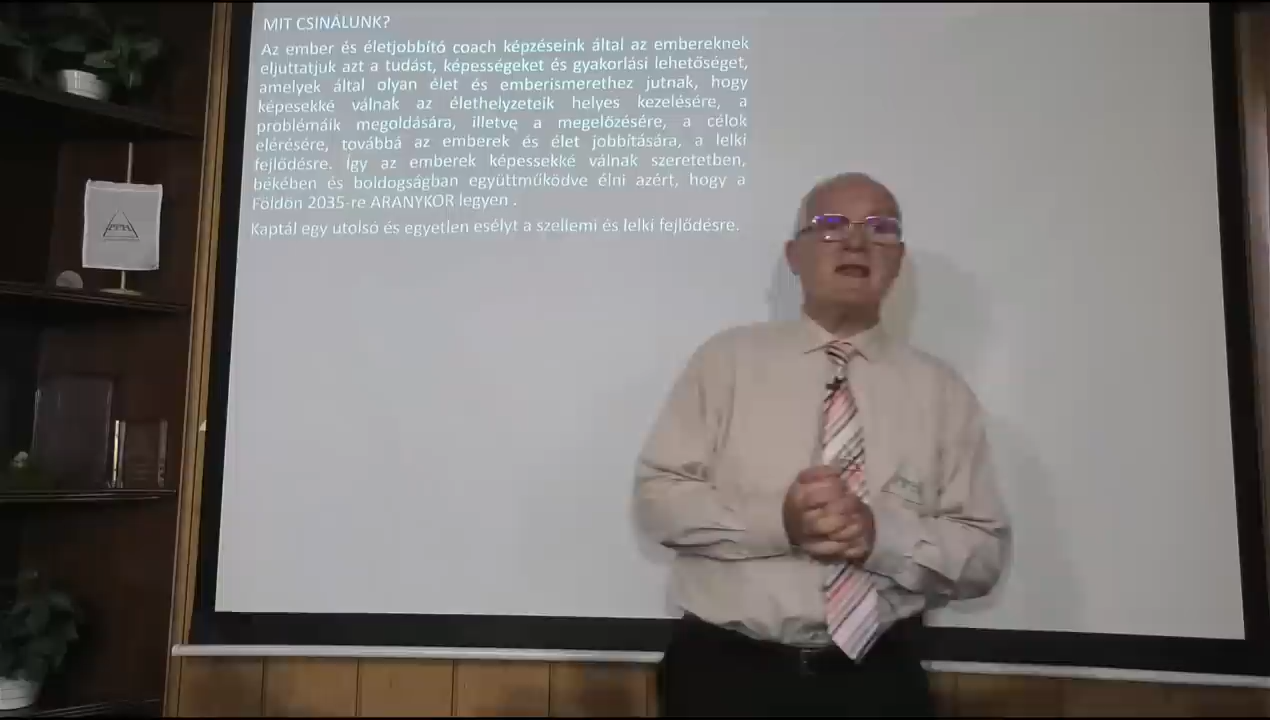 MIT CSINÁLUNK?
Az ember és életjobbító coach képzéseink által az embereknek
eljuttatjuk azt a tudást, képességeket és gyakorlási lehetőséget,
amelyek által olyan élet és emberismerethez jutnak, hogy
képesekké válnak az élethelyzeteik helyes kezelésére, a
problémáik megoldására, illetve a megelőzésére, a célok
elérésére, továbbá az emberek és élet jobbítására, a lelki
fejlődésre. Így az emberek képessekké válnak szeretetben,
békében és boldogságban együttműködve élni azért, hogy a
Földön 2035-re ARANYKOR legyen .
Kaptál egy utolsó és egyetlen esélyt a szellemi és lelki fejlődésre.